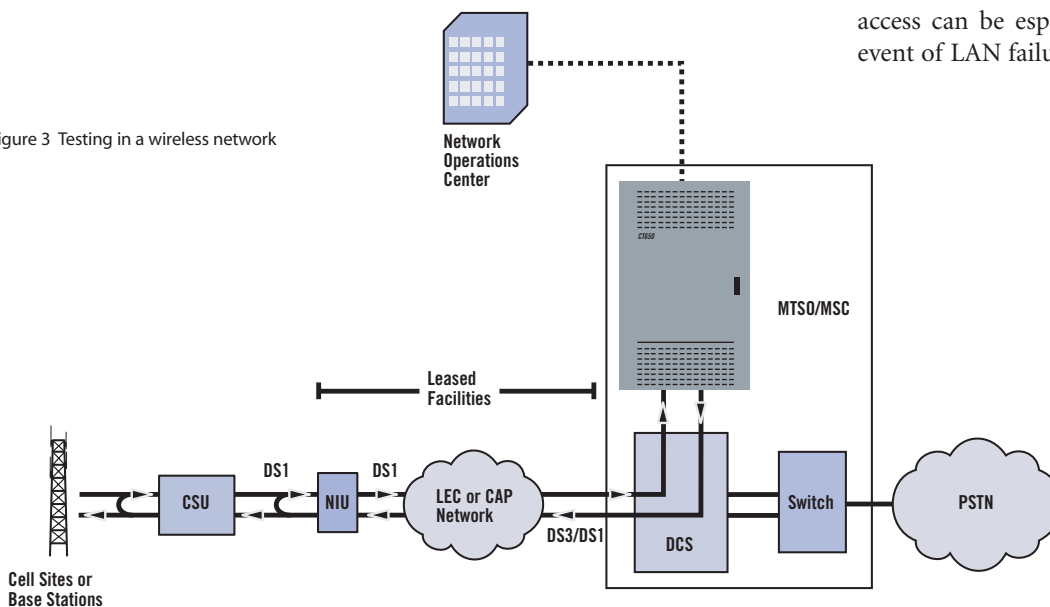 access can be esp
event of LAN failu
igure 3 Testing in a wireless network
Network
Operations
Center
CT650
MTSO/MSC
Leased
Facilities
DS1
DS1
CSU
NIU
LEC or CAP
Network
DS3/DS1
DCS
Switch
PSTN
Cell Sites or
Base Stations